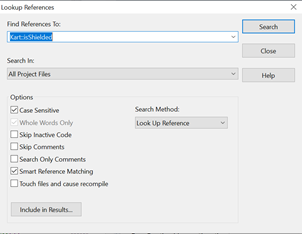 Lookup References
Find References To:
Search
Kart::isShielded
Close
Search In:
All Project Files
Help
Options
Case Sensitive
Search Method:
Whole Words Only
Look Up Reference
Skip Inactive Code
Skip Comments
Search Only Comments
Smart Reference Matching
Touch files and cause recompile
Include in Results...